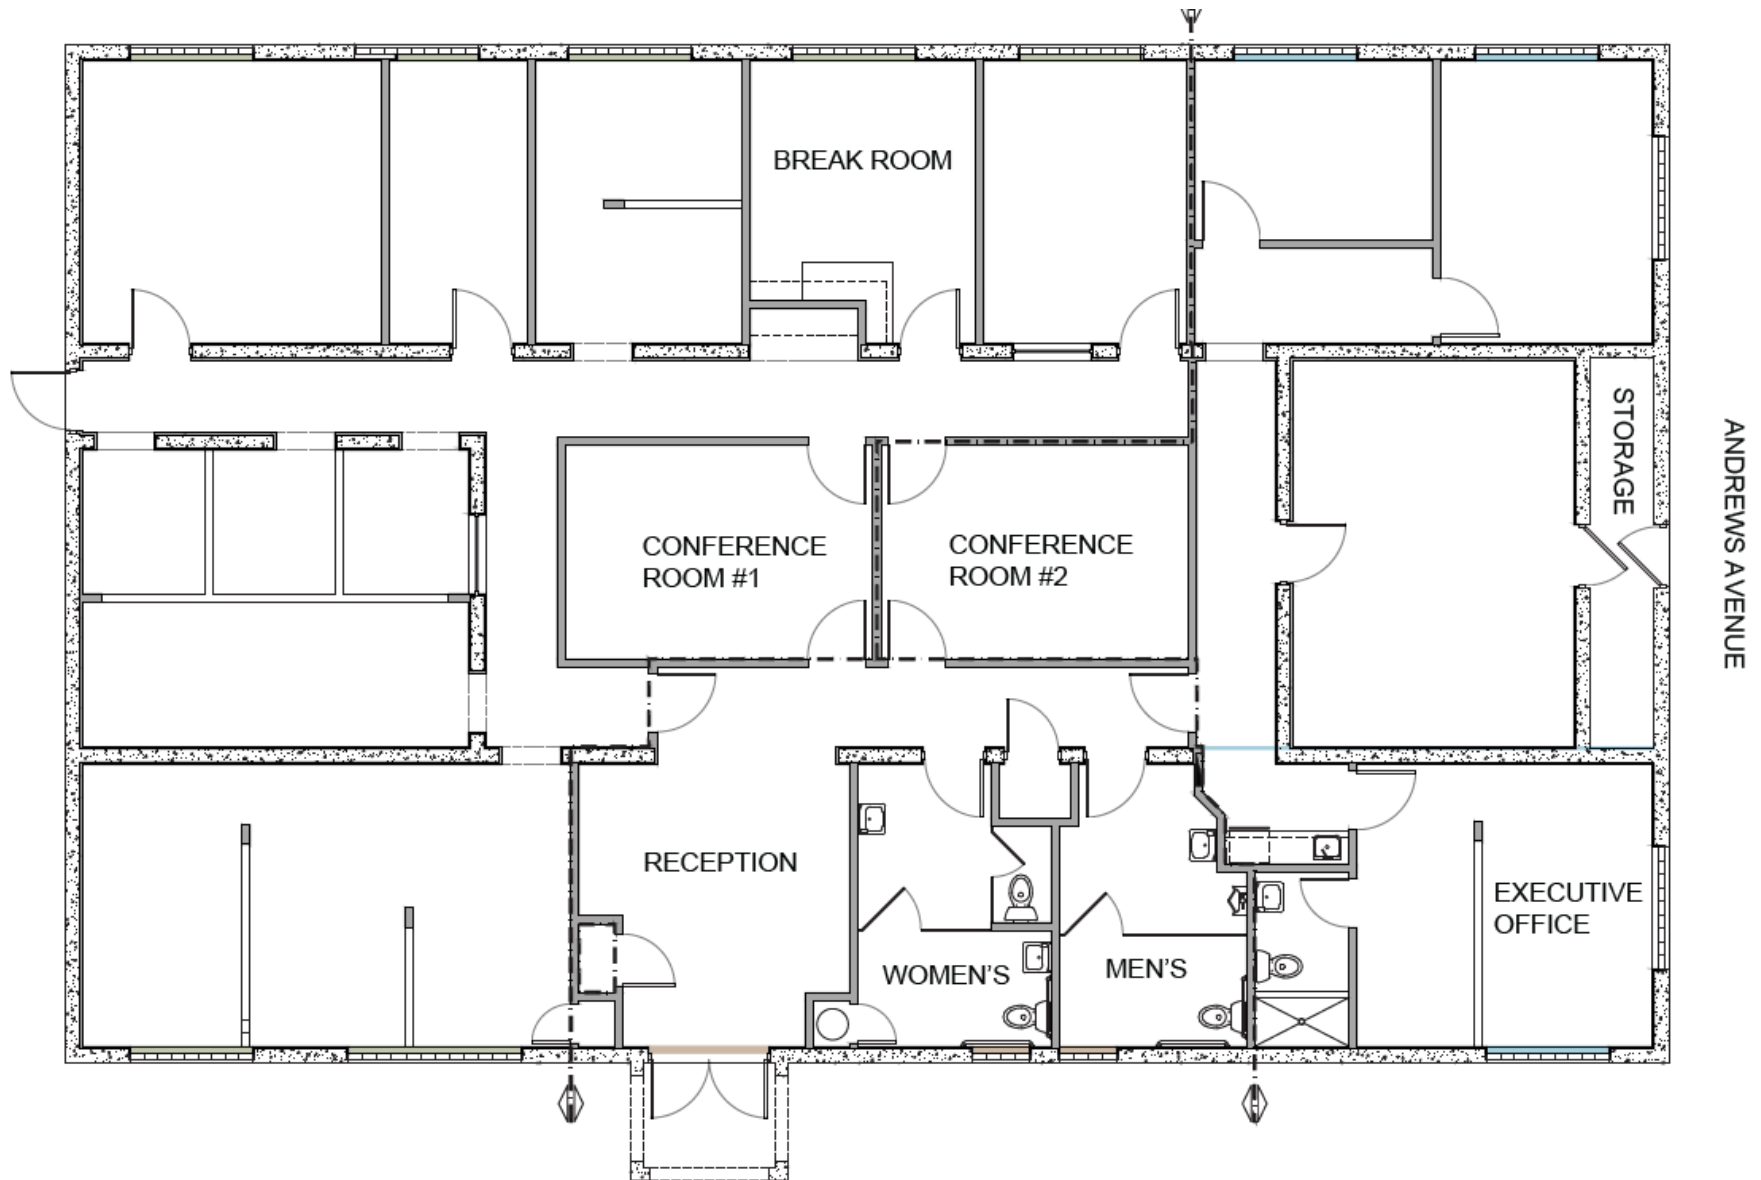 BREAK ROOM
STORAGE
ANDREWS AVENUE
CONFERENCE
ROOM #1
CONFERENCE
ROOM #2
RECEPTION
EXECUTIVE
OFFICE
WOMEN'S
MEN'S